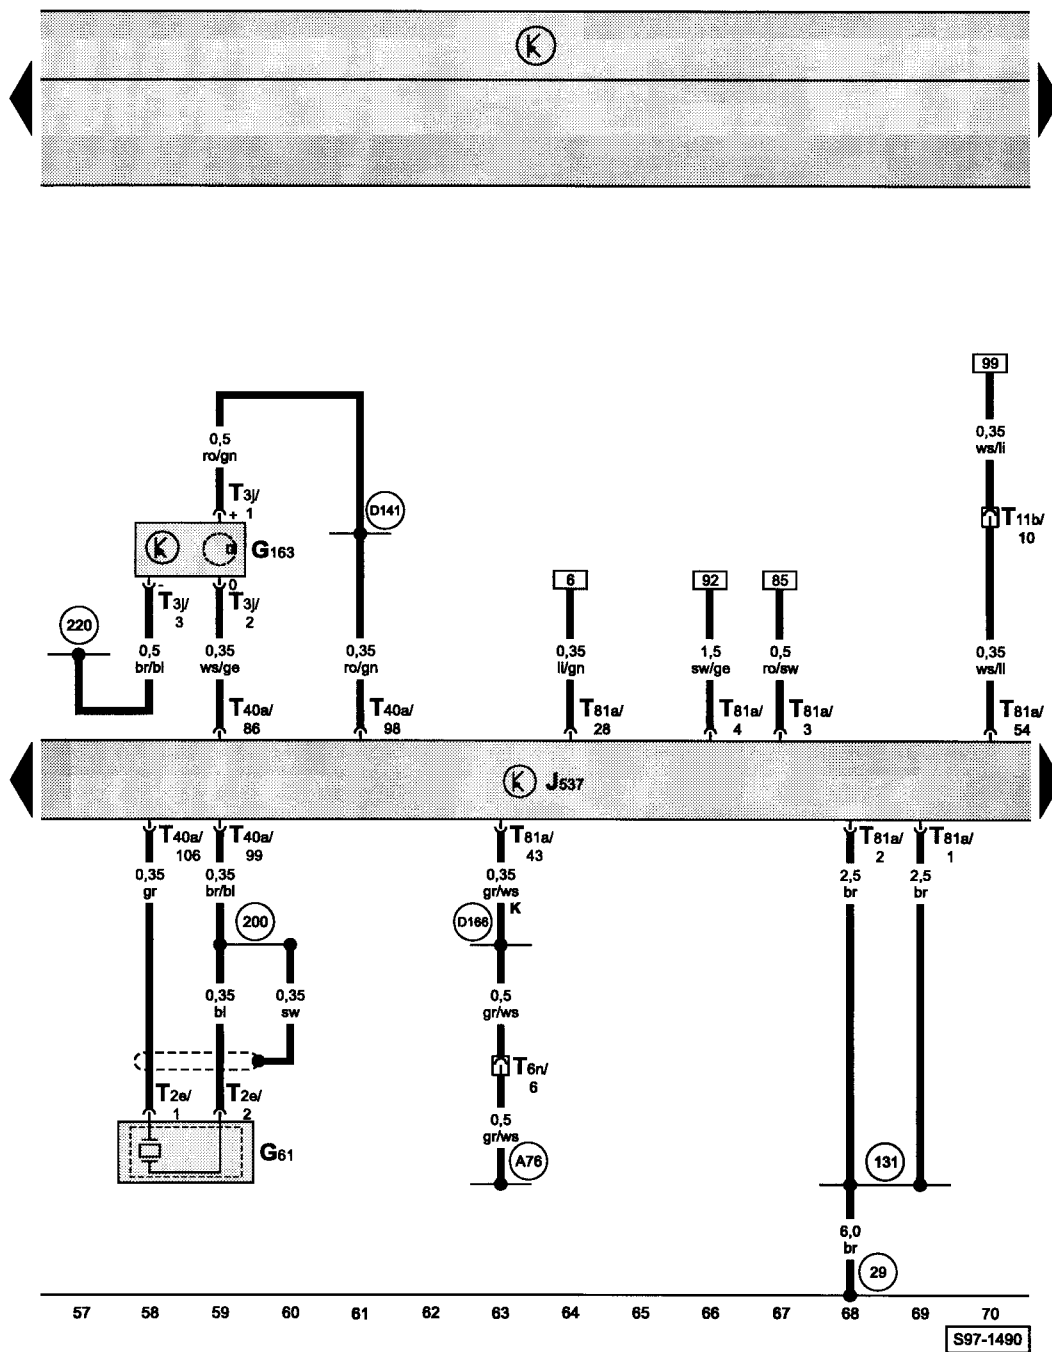 99
0,35
ws/li
0,5
ro/gn
T3j/
1
+
D141
T11b/
10
G163
-
0
6
92
85
T3j/
3
T3j/
2
220
0,5
br/bl
0,35
ws/ge
0,35
ro/gn
0,35
li/gn
1,5
sw/ge
0,5
ro/sw
0,35
ws/li
T40a/
86
T40a/
98
T81a/
28
T81a/
4
T81a/
3
T81a/
54
J537
T40a/
106
T40a/
99
T81a/
43
T81a/
2
T81a/
1
0,35
gr
0,35
br/bl
0,35
gr/ws
K
2,5
br
2,5
br
200
D166
0,35
bl
0,35
sw
0,5
gr/ws
T6n/
6
T2e/
1
T2e/
2
0,5
gr/ws
G61
A76
131
6,0
br
29
57 58 59 60 61 62 63 64 65 66 67 68 69 70
S97-1490